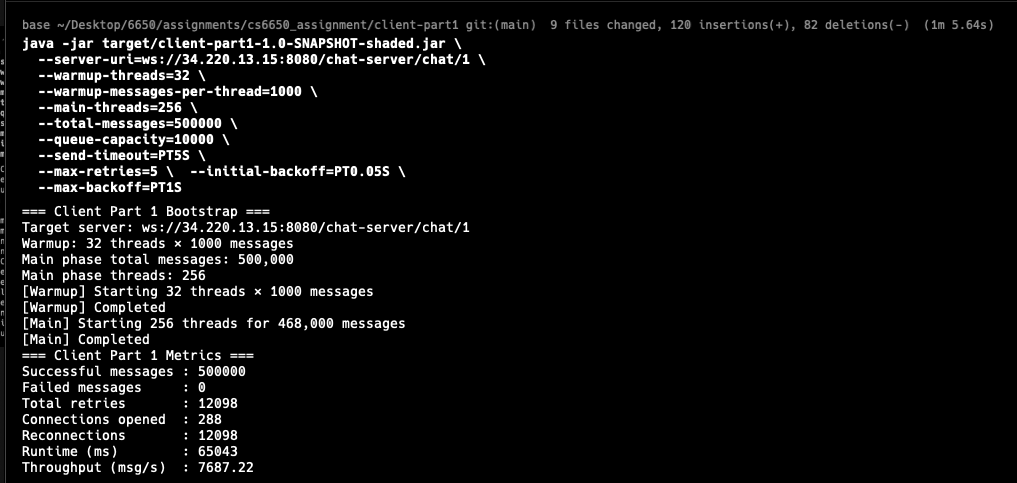 base ~/Desktop/6650/assignments/cs6650_assignment/client-part1 git:(main)  9 files changed, 120 insertions(+), 82 deletions(-)  (1m 5.64s)
java -jar target/client-part1-1.0-SNAPSHOT-shaded.jar \
  --server-uri=ws://34.220.13.15:8080/chat-server/chat/1 \
  --warmup-threads=32 \
  --warmup-messages-per-thread=1000 \
  --main-threads=256 \
  --total-messages=500000 \
  --queue-capacity=10000 \
  --send-timeout=PT5S \
  --max-retries=5 \  --initial-backoff=PT0.05S \
  --max-backoff=PT1S
=== Client Part 1 Bootstrap ===
Target server: ws://34.220.13.15:8080/chat-server/chat/1
Warmup: 32 threads × 1000 messages
Main phase total messages: 500,000
Main phase threads: 256
[Warmup] Starting 32 threads × 1000 messages
[Warmup] Completed
[Main] Starting 256 threads for 468,000 messages
[Main] Completed
=== Client Part 1 Metrics ===
Successful messages : 500000
Failed messages     : 0
Total retries       : 12098
Connections opened  : 288
Reconnections       : 12098
Runtime (ms)        : 65043
Throughput (msg/s)  : 7687.22